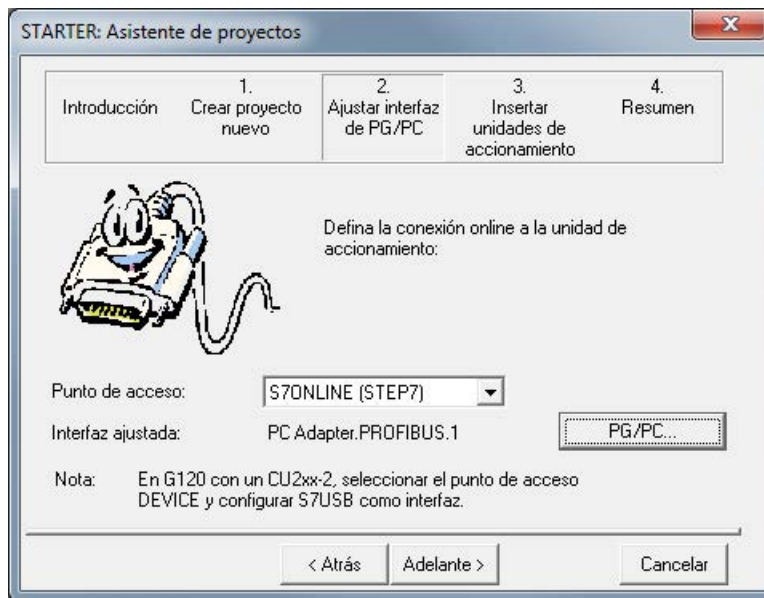 STARTER: Asistente de proyectos
Introducción
1.
Crear proyecto
nuevo
2.
Ajustar interfaz
de PG/PC
3.
Insertar
unidades de
accionamiento
4.
Resumen
Defina la conexión online a la unidad de
accionamiento:
Punto de acceso:
S7ONLINE (STEP7)
Interfaz ajustada:
PC Adapter.PROFIBUS.1
PG/PC...
Nota:
En G120 con un CU2xx-2, seleccionar el punto de acceso
DEVICE y configurar S7USB como interfaz.
< Atrás
Adelante >
Cancelar